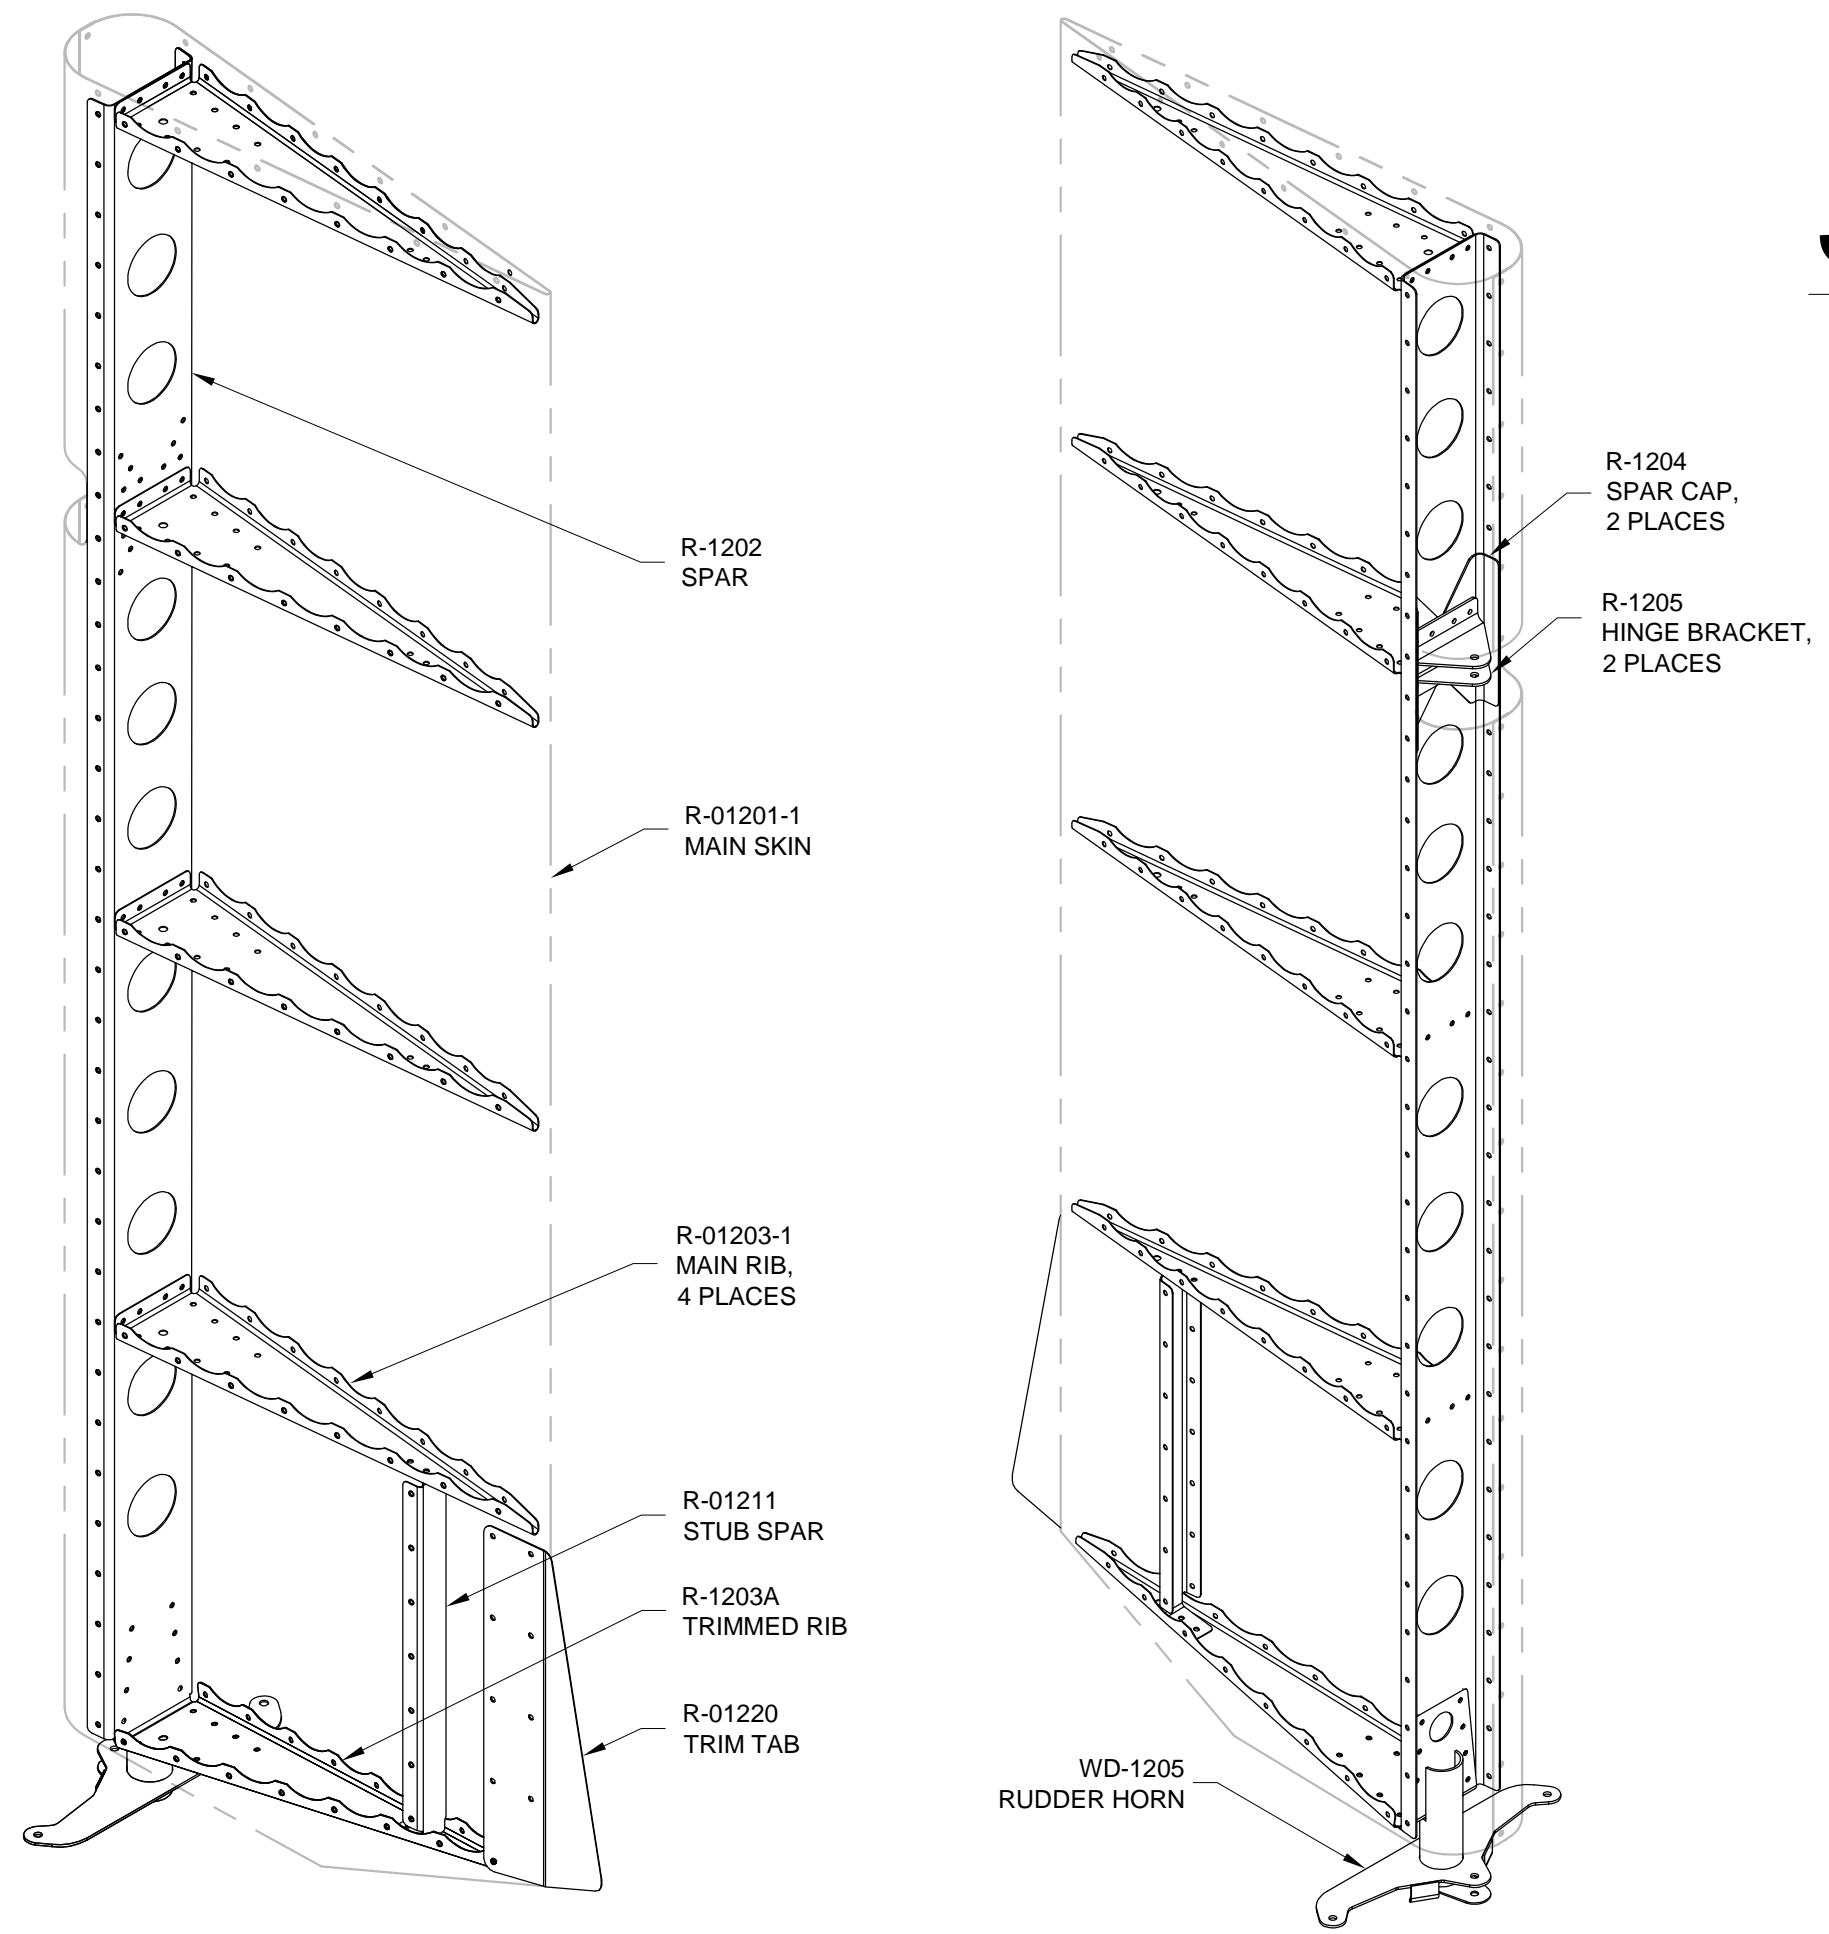 R-1202
SPAR
R-01201-1
MAIN SKIN
R-01203-1
MAIN RIB,
4 PLACES
R-01211
STUB SPAR
R-1203A
TRIMMED RIB
R-01220
TRIM TAB
R-1204
SPAR CAP,
2 PLACES
R-1205
HINGE BRACKET,
2 PLACES
WD-1205
RUDDER HORN